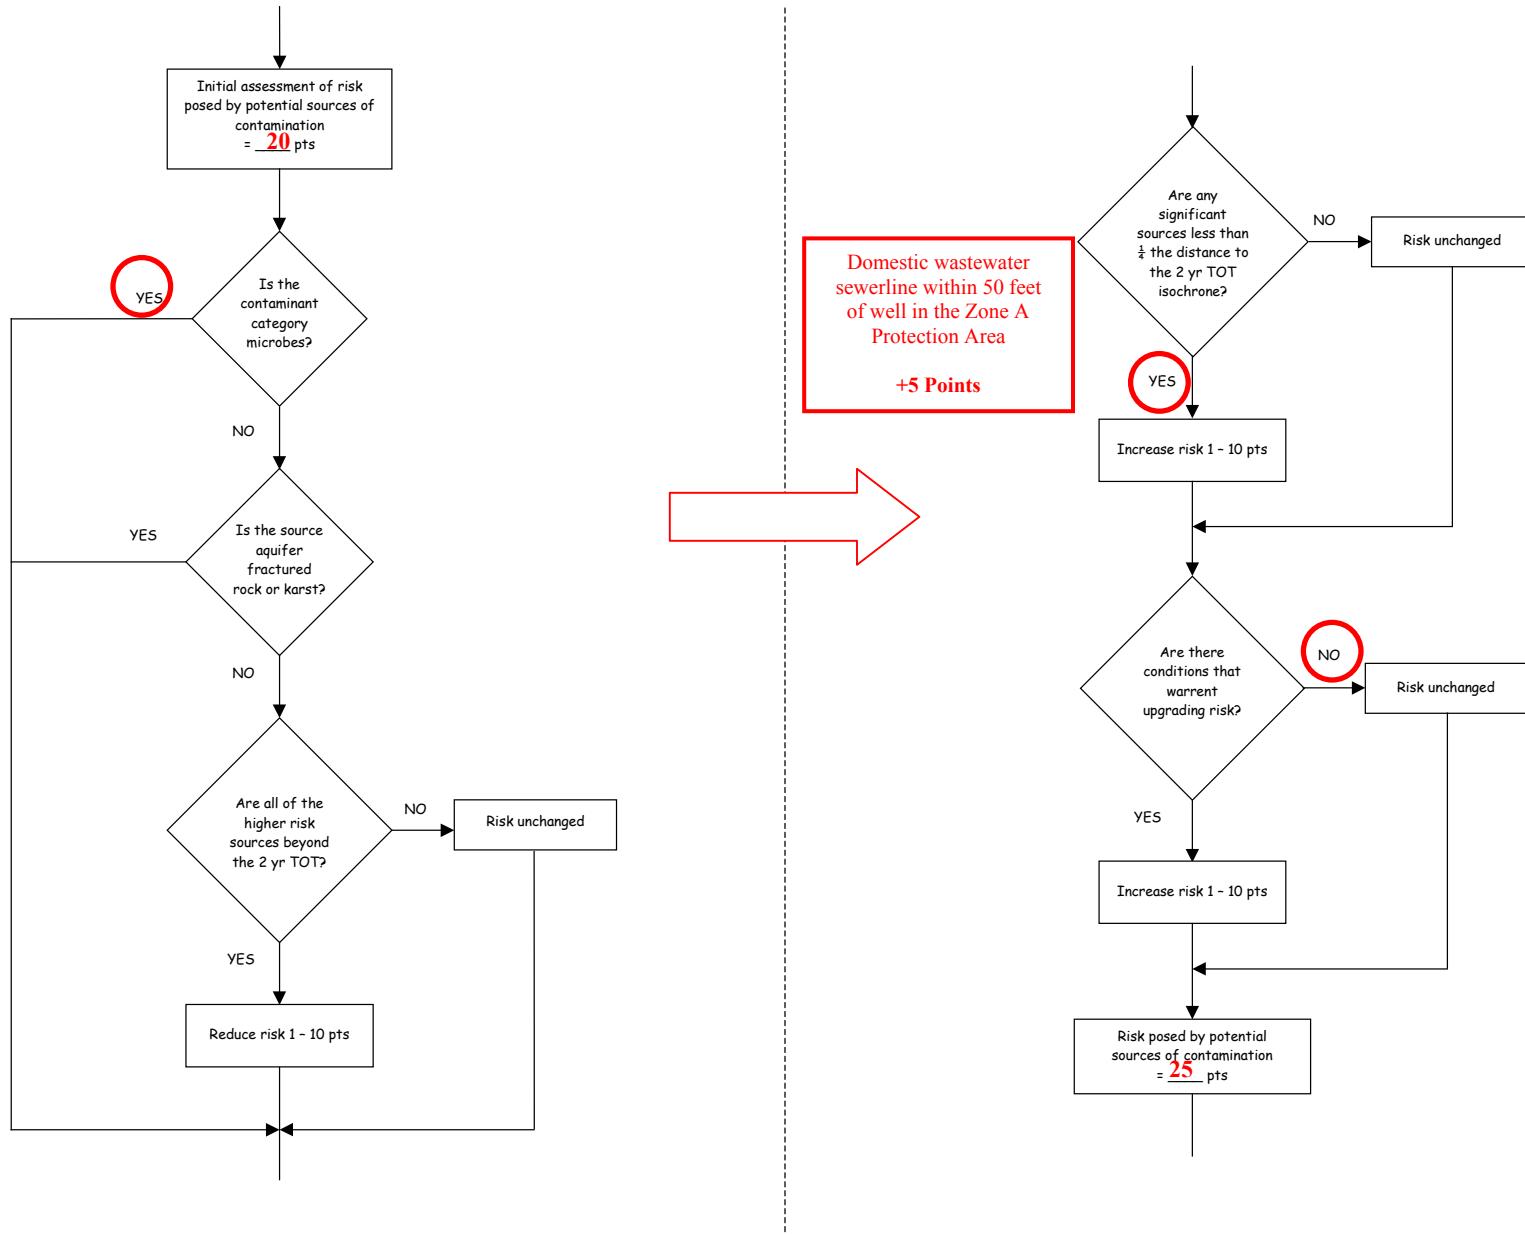 Initial assessment of risk
posed by potential sources of
contamination
= 20 pts
Is the
contaminant
category
microbes?
YES
NO
Is the source
aquifer
fractured
rock or karst?
YES
NO
Are all of the
higher risk
sources beyond
the 2 yr TOT?
NO
Risk unchanged
YES
Reduce risk 1 – 10 pts
Domestic wastewater
sewerline within 50 feet
of well in the Zone A
Protection Area
+5 Points
Are any
significant
sources less than
¼ the distance to
the 2 yr TOT
isochrone?
NO
Risk unchanged
YES
Increase risk 1 – 10 pts
Are there
conditions that
warrent
upgrading risk?
NO
Risk unchanged
YES
Increase risk 1 – 10 pts
Risk posed by potential
sources of contamination
= 25 pts